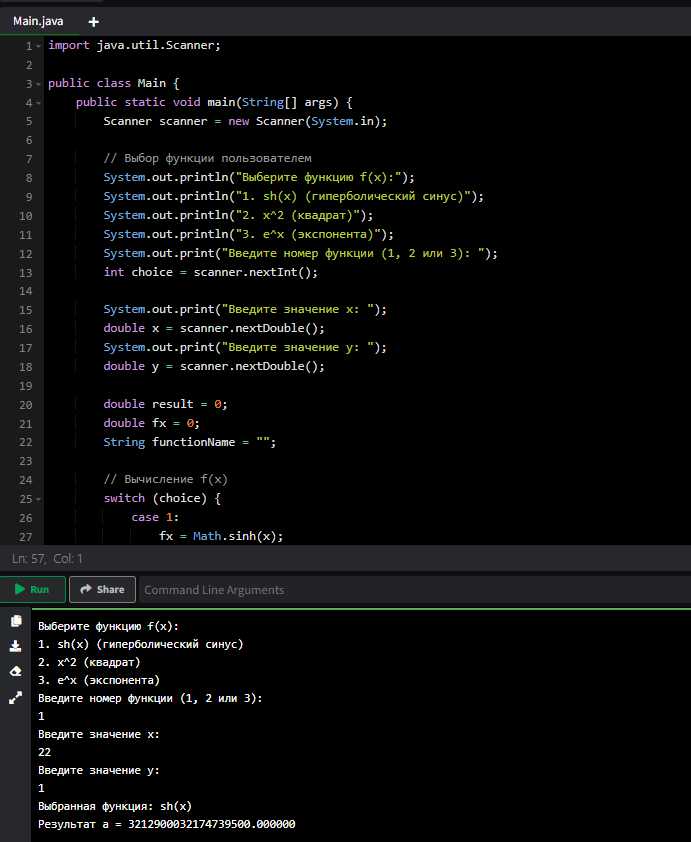 Main.java +
1 import java.util.Scanner;
2
3 public class Main {
4 public static void main(String[] args) {
5 Scanner scanner = new Scanner(System.in);
6
7 // Выбор функции пользователем
8 System.out.println("Выберите функцию f(x):");
9 System.out.println("1. sh(x) (гиперболический синус)");
10 System.out.println("2. x^2 (квадрат)");
11 System.out.println("3. e^x (экспонента)");
12 System.out.print("Введите номер функции (1, 2 или 3): ");
13 int choice = scanner.nextInt();
14
15 System.out.print("Введите значение x: ");
16 double x = scanner.nextDouble();
17 System.out.print("Введите значение y: ");
18 double y = scanner.nextDouble();
19
20 double result = 0;
21 double fx = 0;
22 String functionName = "";
23
24 // Вычисление f(x)
25 switch (choice) {
26 case 1:
27 fx = Math.sinh(x);
Ln: 57, Col: 1
Run Share Command Line Arguments
Выберите функцию f(x):
1. sh(x) (гиперболический синус)
2. x^2 (квадрат)
3. e^x (экспонента)
Введите номер функции (1, 2 или 3):
1
Введите значение x:
22
Введите значение y:
1
Выбранная функция: sh(x)
Результат a = 3212900032174739500.000000